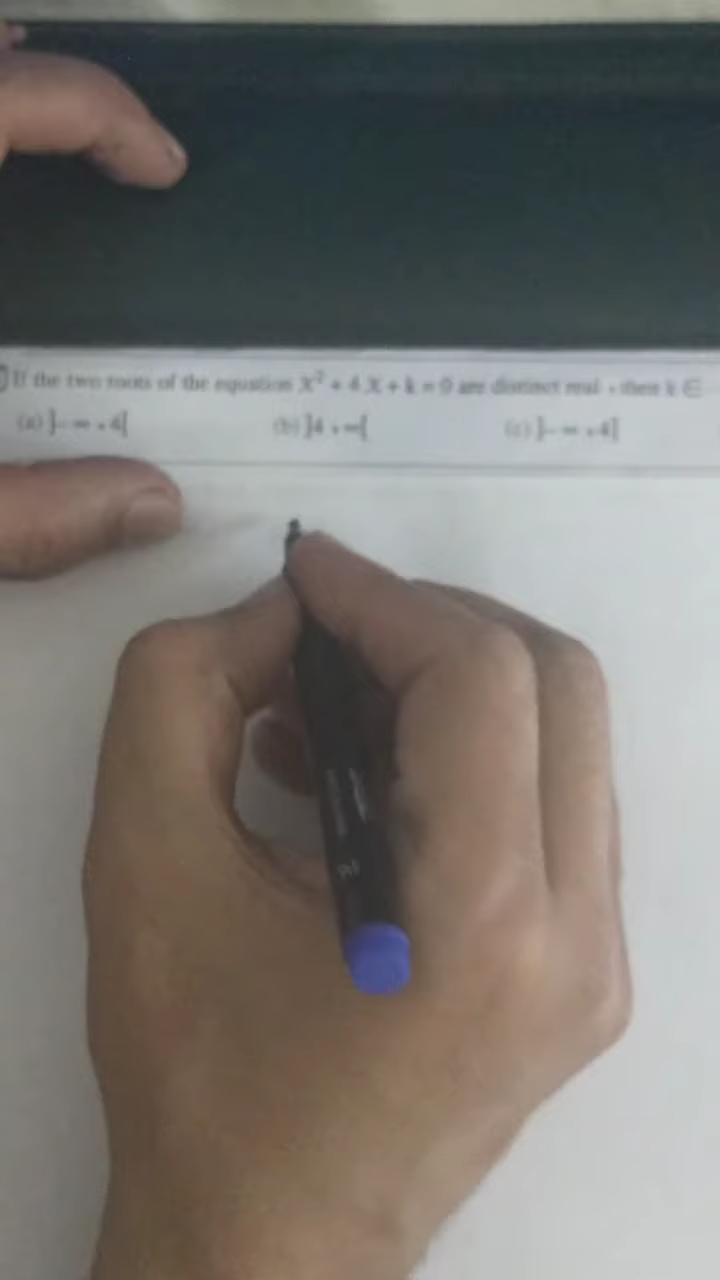 If the two roots of the equation X² + 4 X + k = 0 are distinct real , then k ∈
(a) ]– ∞ , 4[ (b) ]4 , ∞[ (c) ]– ∞ , 4]